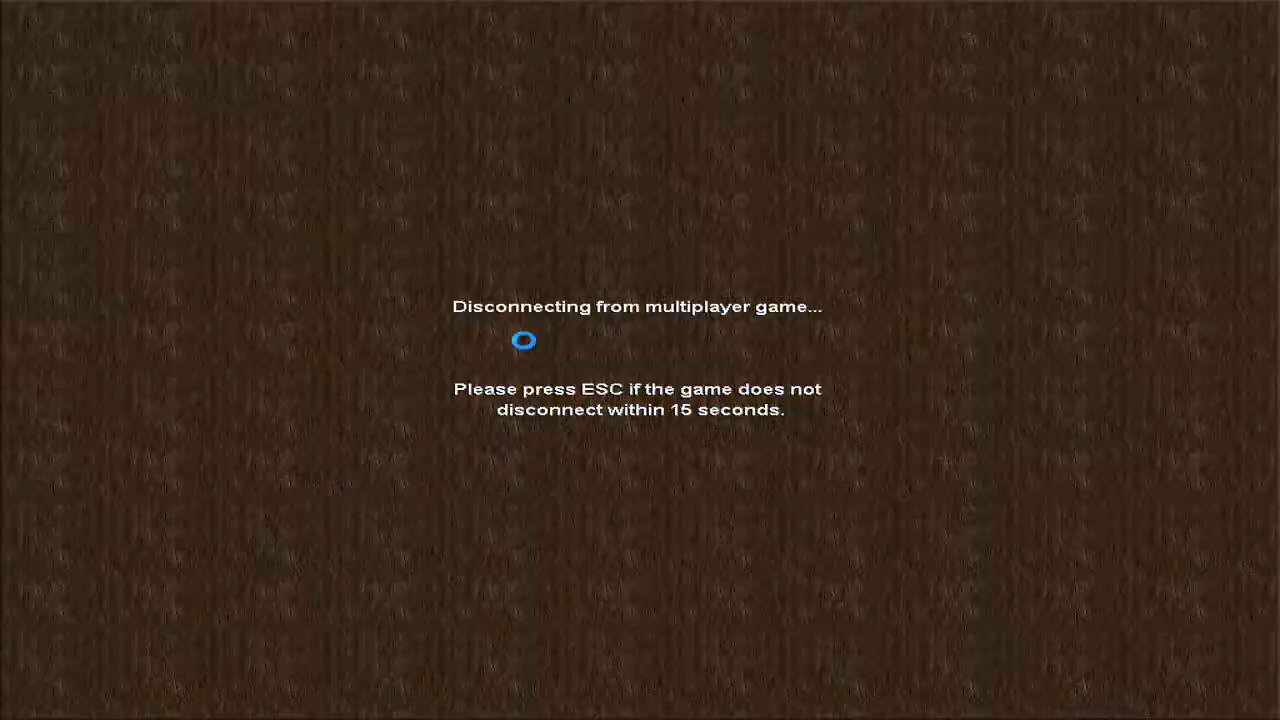 Disconnecting from multiplayer game...
Please press ESC if the game does not
disconnect within 15 seconds.